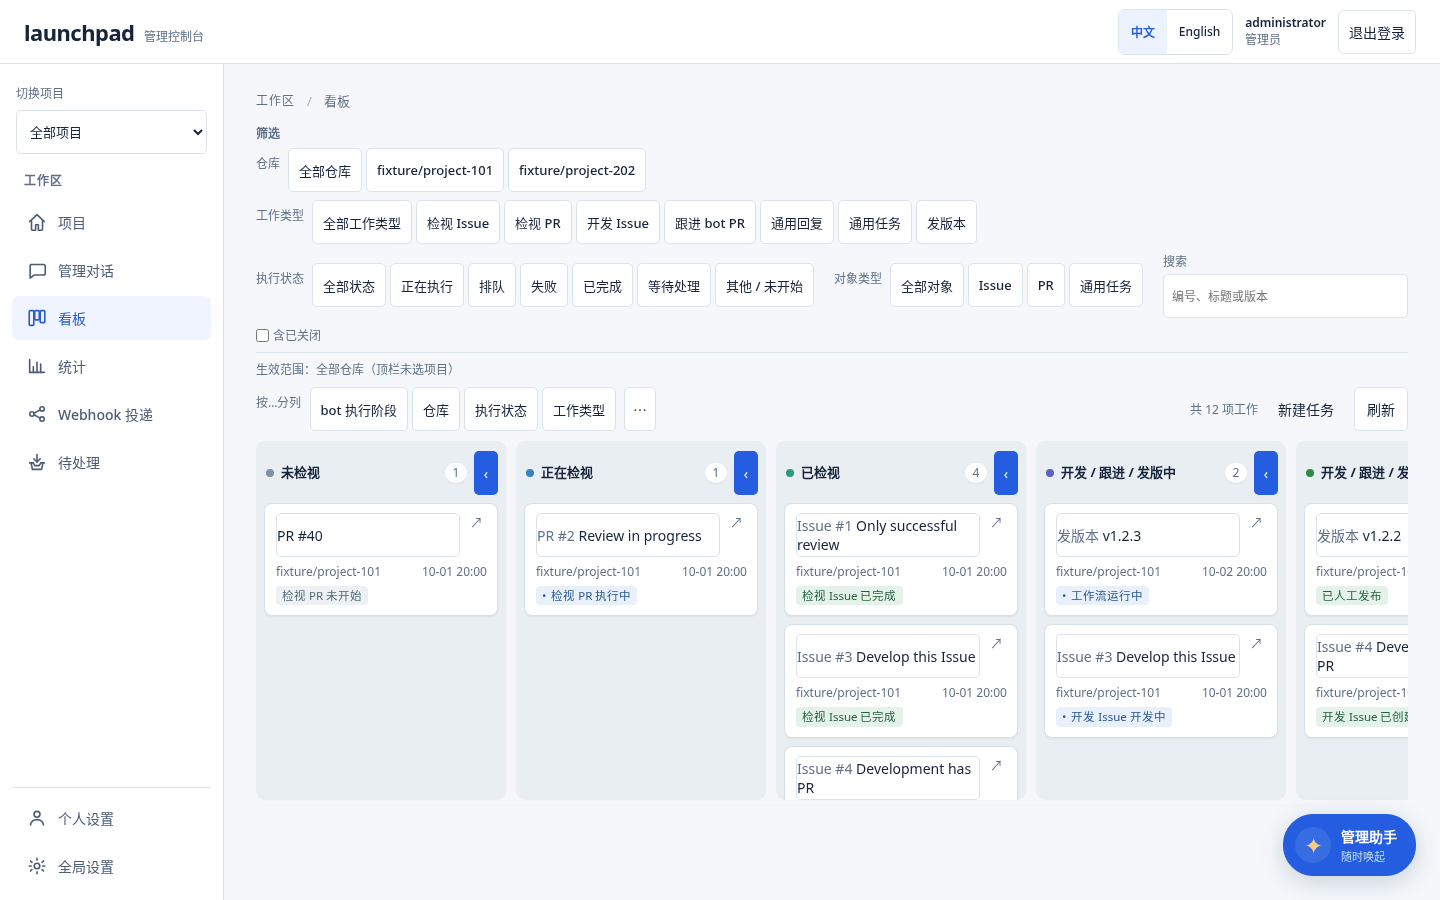 launchpad 管理控制台
中文 English
administrator
管理员
退出登录
切换项目
全部项目
工作区
项目
管理对话
看板
统计
Webhook 投递
待处理
个人设置
全局设置
工作区 / 看板
筛选
仓库 全部仓库 fixture/project-101 fixture/project-202
工作类型 全部工作类型 检视 Issue 检视 PR 开发 Issue 跟进 bot PR 通用回复 通用任务 发版本
执行状态 全部状态 正在执行 排队 失败 已完成 等待处理 其他 / 未开始
对象类型 全部对象 Issue PR 通用任务
搜索
编号、标题或版本
含已关闭
生效范围：全部仓库（顶栏未选项目）
按...分列 bot 执行阶段 仓库 执行状态 工作类型 ···
共 12 项工作 新建任务 刷新
未检视 1 ‹
PR #40 ↗
fixture/project-101 10-01 20:00
检视 PR 未开始
正在检视 1 ‹
PR #2 Review in progress ↗
fixture/project-101 10-01 20:00
• 检视 PR 执行中
已检视 4 ‹
Issue #1 Only successful ↗
review
fixture/project-101 10-01 20:00
检视 Issue 已完成
Issue #3 Develop this Issue ↗
fixture/project-101 10-01 20:00
检视 Issue 已完成
Issue #4 Development has ↗
PR
开发 / 跟进 / 发版中 2 ‹
发版本 v1.2.3 ↗
fixture/project-101 10-02 20:00
• 工作流运行中
Issue #3 Develop this Issue ↗
fixture/project-101 10-01 20:00
• 开发 Issue 开发中
开发 / 跟进 / 发
发版本 v1.2.2
fixture/project-1
已人工发布
Issue #4 Deve
PR
fixture/project-1
开发 Issue 已创
管理助手
随时唤起